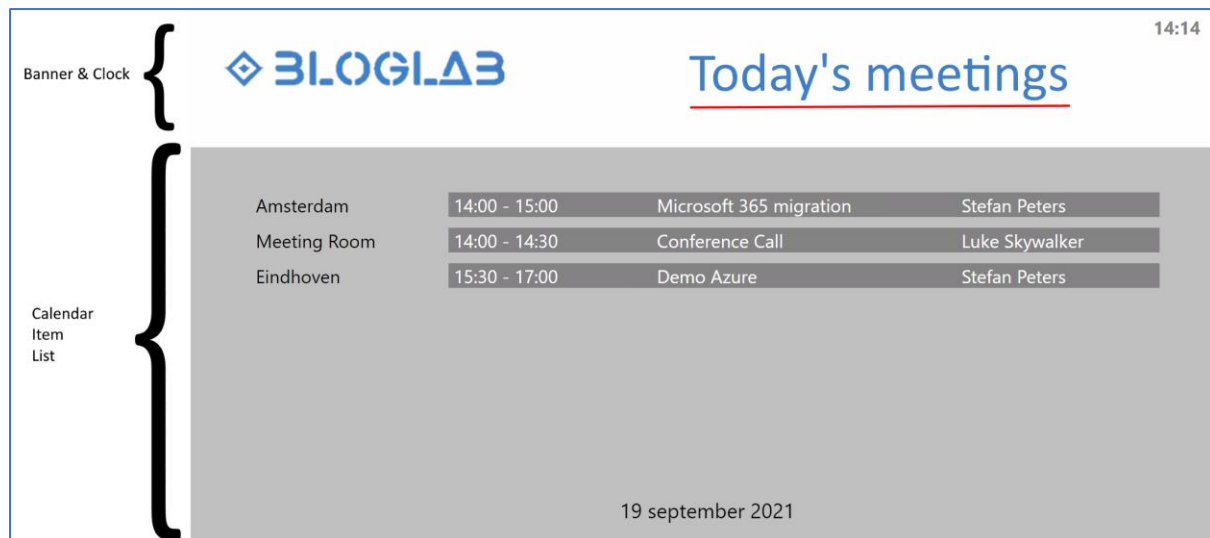 14:14
Banner & Clock
BLOGLAB
Today's meetings
Amsterdam 14:00 - 15:00 Microsoft 365 migration Stefan Peters
Meeting Room 14:00 - 14:30 Conference Call Luke Skywalker
Eindhoven 15:30 - 17:00 Demo Azure Stefan Peters
Calendar
Item
List
19 september 2021